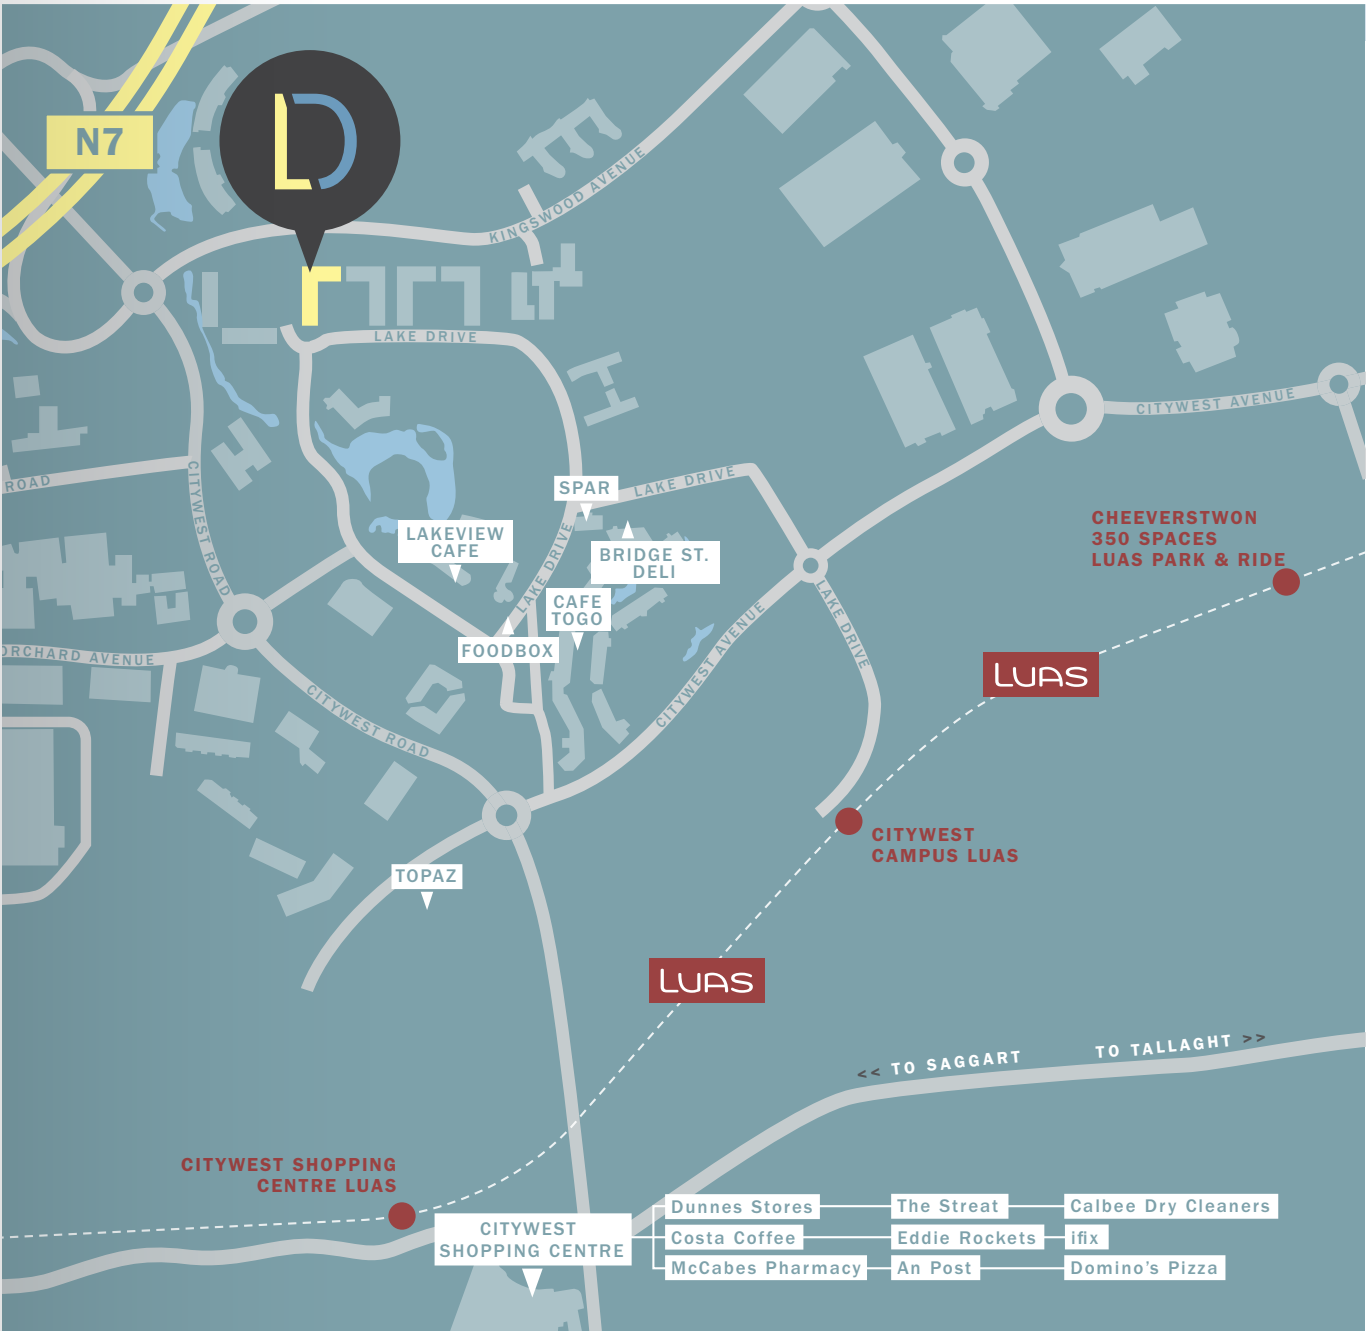 N7
LD
KINGSWOOD AVENUE
LAKE DRIVE
CITYWEST AVENUE
ROAD
CITYWEST ROAD
SPAR
LAKE DRIVE
LAKEVIEW
CAFE
LAKE DRIVE
BRIDGE ST.
DELI
CAFE
TOGO
FOODBOX
CHEEVERSTWON
350 SPACES
LUAS PARK & RIDE
LAKE DRIVE
CITYWEST AVENUE
ORCHARD AVENUE
LUAS
CITYWEST ROAD
CITYWEST
CAMPUS LUAS
TOPAZ
LUAS
<< TO SAGGART
TO TALLAGHT >>
CITYWEST SHOPPING
CENTRE LUAS
CITYWEST
SHOPPING CENTRE
Dunnes Stores
The Streat
Calbee Dry Cleaners
Costa Coffee
Eddie Rockets
ifix
McCabes Pharmacy
An Post
Domino's Pizza